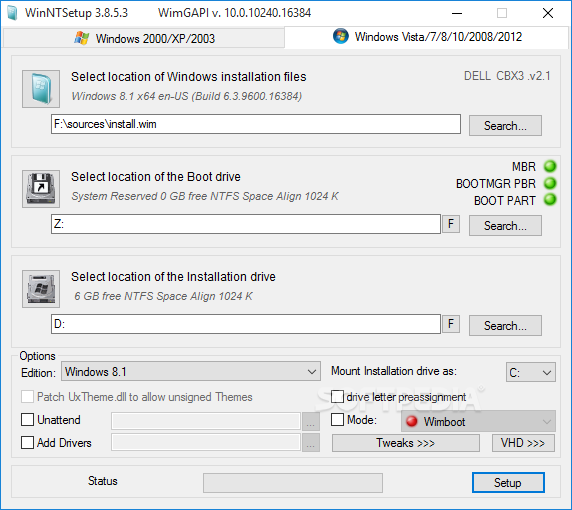 WinNTSetup 3.8.5.3 WimGAPI v. 10.0.10240.16384
Windows 2000/XP/2003 Windows Vista/7/8/10/2008/2012
Select location of Windows installation files DELL CBX3 .v2.1
Windows 8.1 x64 en-US (Build 6.3.9600.16384)
F:\sources\install.wim Search...
MBR
Select location of the Boot drive BOOTMGR PBR
System Reserved 0 GB free NTFS Space Align 1024 K BOOT PART
Z: F Search...
Select location of the Installation drive
6 GB free NTFS Space Align 1024 K
D: F Search...
Options
Edition: Windows 8.1 Mount Installation drive as: C:
Patch UxTheme.dll to allow unsigned Themes drive letter preassignment
SOFTPEDIA
Unattend ... Mode: Wimboot
Add Drivers ... Tweaks >>> VHD >>>
Status Setup